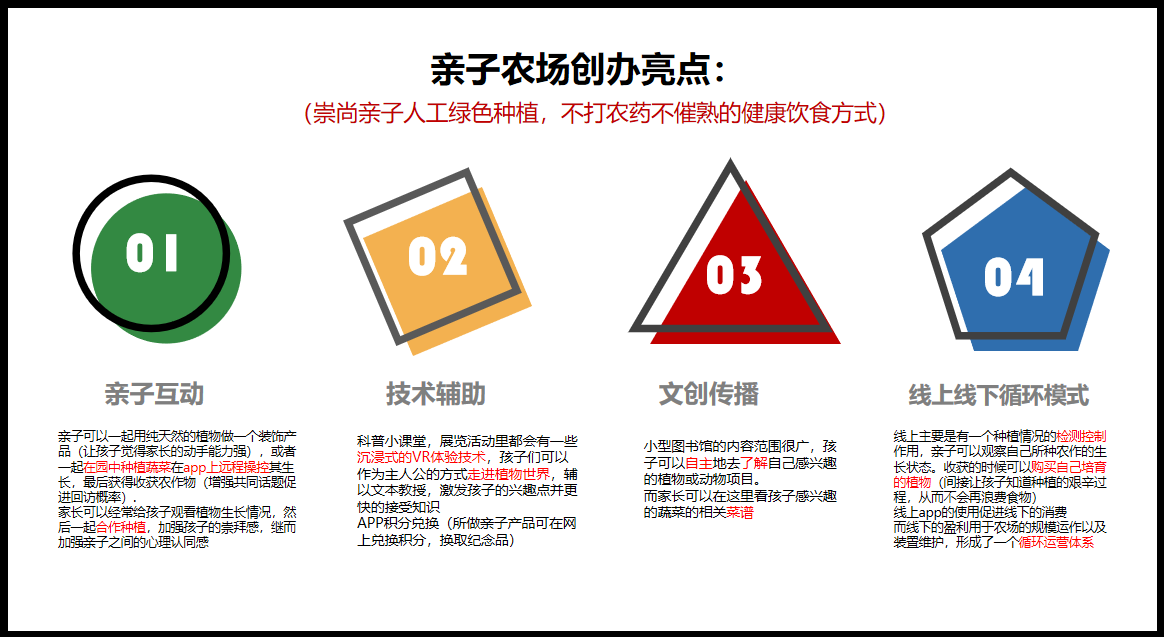 亲子农场创办亮点：
（崇尚亲子人工绿色种植，不打农药不催熟的健康饮食方式）
01
亲子互动
亲子可以一起用纯天然的植物做一个装饰产
品（让孩子觉得家长的动手能力强），或者
一起在园中种植蔬菜在app上远程操控其生
长，最后获得收获农作物（增强共同话题促
进回访概率）.
家长可以经常给孩子观看植物生长情况，然
后一起合作种植，加强孩子的崇拜感，继而
加强亲子之间的心理认同感
02
技术辅助
科普小课堂，展览活动里都会有一些
沉浸式的VR体验技术，孩子们可以
作为主人公的方式走进植物世界，辅
以文本教授，激发孩子的兴趣点并更
快的接受知识
APP积分兑换（所做亲子产品可在网
上兑换积分，换取纪念品）
03
文创传播
小型图书馆的内容范围很广，孩
子可以自主地去了解自己感兴趣
的植物或动物项目。
而家长可以在这里看孩子感兴趣
的蔬菜的相关菜谱
04
线上线下循环模式
线上主要是有一个种植情况的检测控制
作用，亲子可以观察自己所种农作的生
长状态。收获的时候可以购买自己培育
的植物（间接让孩子知道种植的艰辛过
程，从而不会再浪费食物）
线上app的使用促进线下的消费
而线下的盈利用于农场的规模运作以及
装置维护，形成了一个循环运营体系